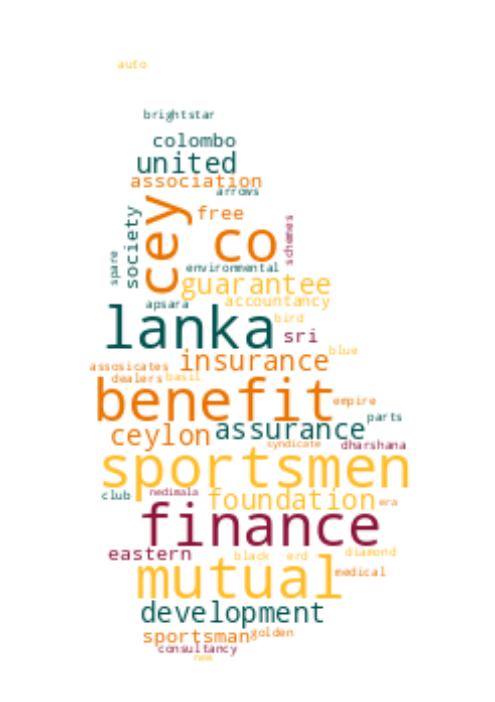 auto
brightstar
colombo
united
association
arrows
society
cey
free
schemes
co
spare
environmental
guarantee
apsara
accountancy
lanka
bird
sri
blue
insurance
assosicates
dealers basil
benefit
empire
parts
ceylon
assurance
syndicate
dharshana
sportsmen
club
nedimala
foundation
era
finance
eastern
black
erd
diamond
mutual
medical
development
sportsman
golden
consultancy